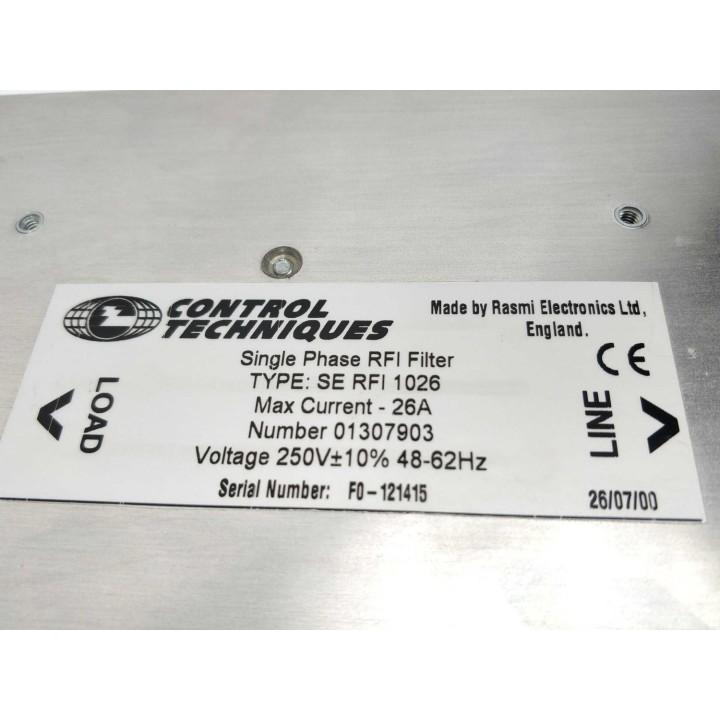 CONTROL
TECHNIQUES
Made by Rasmi Electronics Ltd,
England.
Single Phase RFI Filter
TYPE: SE RFI 1026
Max Current - 26A
Number 01307903
Voltage 250V±10% 48-62Hz
Serial Number: F0-121415
LOAD
CE
LINE
26/07/00